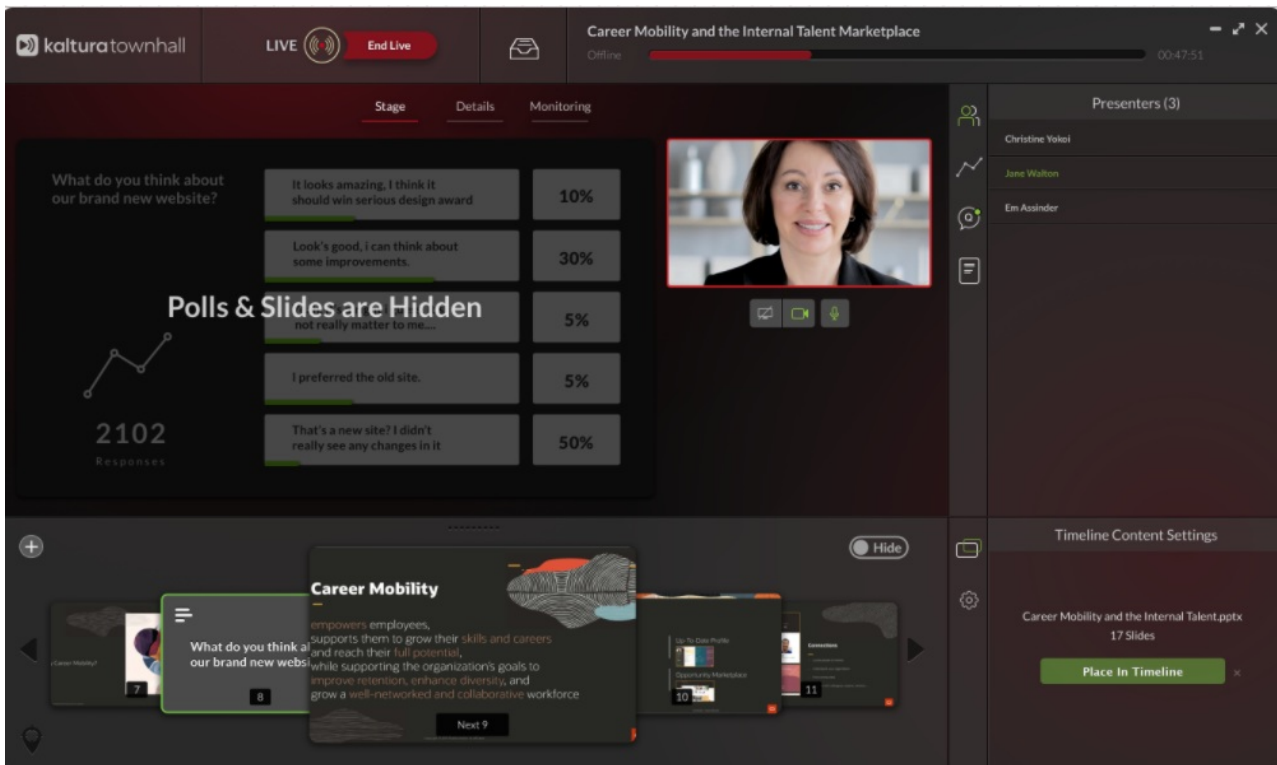 kaltura townhall
LIVE
End Live
Career Mobility and the Internal Talent Marketplace
Offline
00:47:51
Stage
Details
Monitoring
Presenters (3)
Christine Yokoi
Jane Walton
Em Assinder
What do you think about
our brand new website?
It looks amazing, I think it
should win serious design award
10%
Look's good, i can think about
some improvements.
30%
Polls & Slides are Hidden
not really matter to me....
5%
I preferred the old site.
5%
2102
Responses
That's a new site? I didn't
really see any changes in it
50%
Hide
Career Mobility?
7
What do you think a
our brand new websi
8
Career Mobility
empowers employees,
supports them to grow their skills and careers
and reach their full potential,
while supporting the organization's goals to
improve retention, enhance diversity, and
grow a well-networked and collaborative workforce
Next 9
Up-To-Date Profile
Opportunity Marketplace
10
Connections
11
Timeline Content Settings
Career Mobility and the Internal Talent.pptx
17 Slides
Place In Timeline